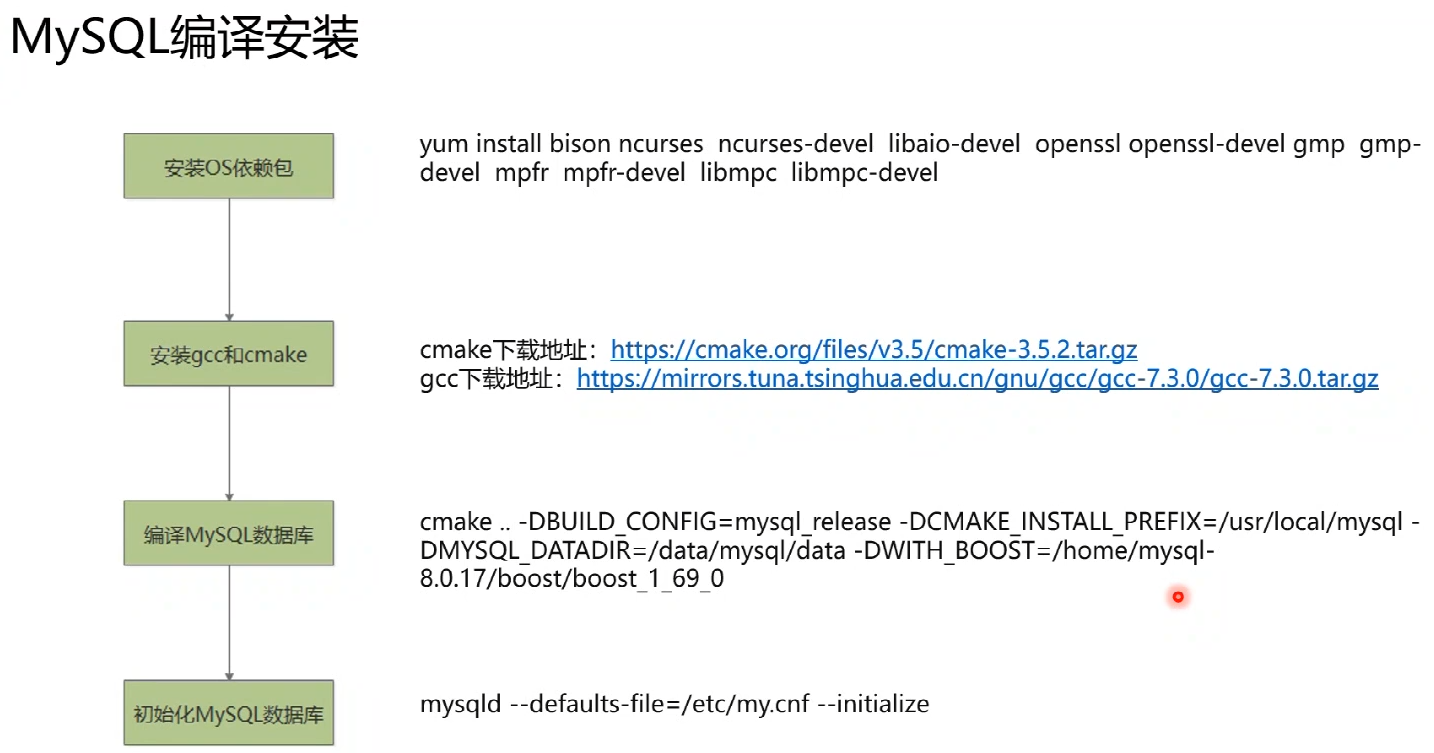 MySQL编译安装
安装OS依赖包
yum install bison ncurses  ncurses-devel  libaio-devel  openssl openssl-devel gmp  gmp-
devel  mpfr  mpfr-devel  libmpc  libmpc-devel
安装gcc和cmake
cmake下载地址：https://cmake.org/files/v3.5/cmake-3.5.2.tar.gz
gcc下载地址：https://mirrors.tuna.tsinghua.edu.cn/gnu/gcc/gcc-7.3.0/gcc-7.3.0.tar.gz
编译MySQL数据库
cmake .. -DBUILD_CONFIG=mysql_release -DCMAKE_INSTALL_PREFIX=/usr/local/mysql -
DMYSQL_DATADIR=/data/mysql/data -DWITH_BOOST=/home/mysql-
8.0.17/boost/boost_1_69_0
初始化MySQL数据库
mysqld --defaults-file=/etc/my.cnf --initialize